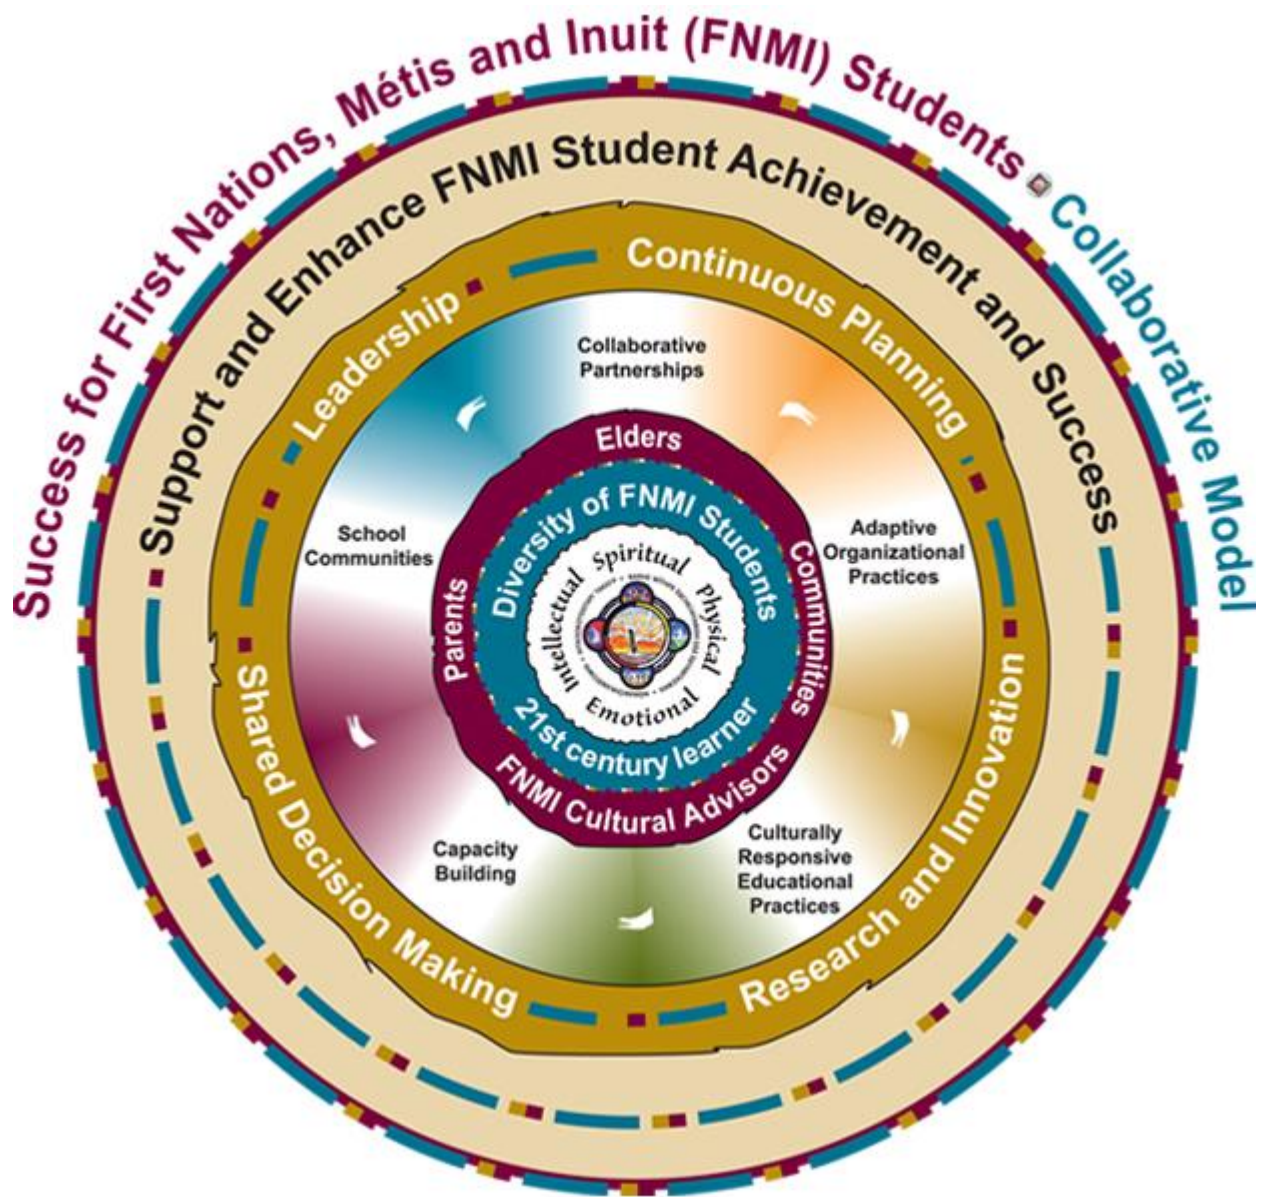 Success for First Nations, Métis and Inuit (FNMI) Students
Collaborative Model
Support and Enhance FNMI Student Achievement and Success
Leadership
Continuous Planning
Research and Innovation
Shared Decision Making
Collaborative
Partnerships
Adaptive
Organizational
Practices
Culturally
Responsive
Educational
Practices
Capacity
Building
School
Communities
Elders
Communities
FNMI Cultural Advisors
Parents
Diversity of FNMI Students
21st century learner
Spiritual
Physical
Emotional
Intellectual